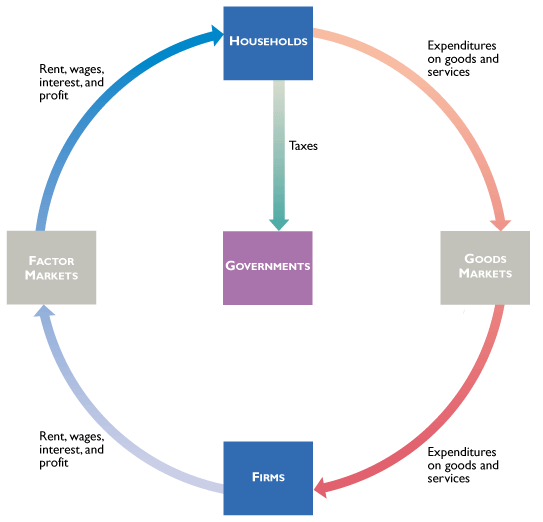 HOUSEHOLDS
Expenditures
on goods and
services
Rent, wages,
interest, and
profit
Taxes
FACTOR
MARKETS
GOVERNMENTS
GOODS
MARKETS
Rent, wages,
interest, and
profit
Expenditures
on goods and
services
FIRMS